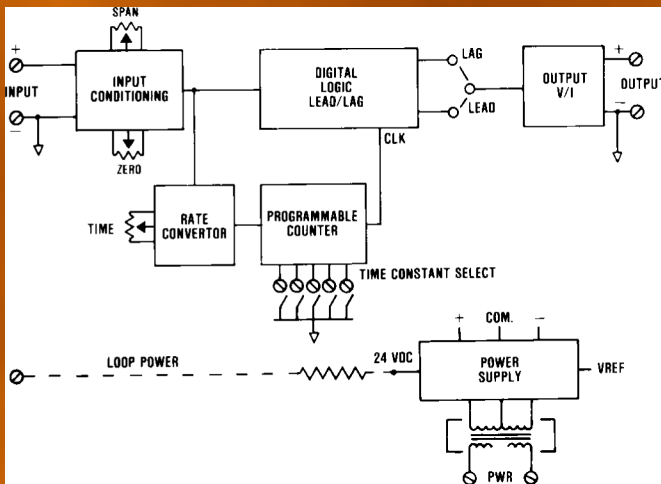 SPAN
+
INPUT
−
INPUT
CONDITIONING
ZERO
DIGITAL
LOGIC
LEAD/LAG
LAG
LEAD
CLK
OUTPUT
V/I
+
OUTPUT
−
TIME
RATE
CONVERTOR
PROGRAMMABLE
COUNTER
TIME CONSTANT SELECT
LOOP POWER
24 VDC
+ COM. −
POWER
SUPPLY
VREF
PWR